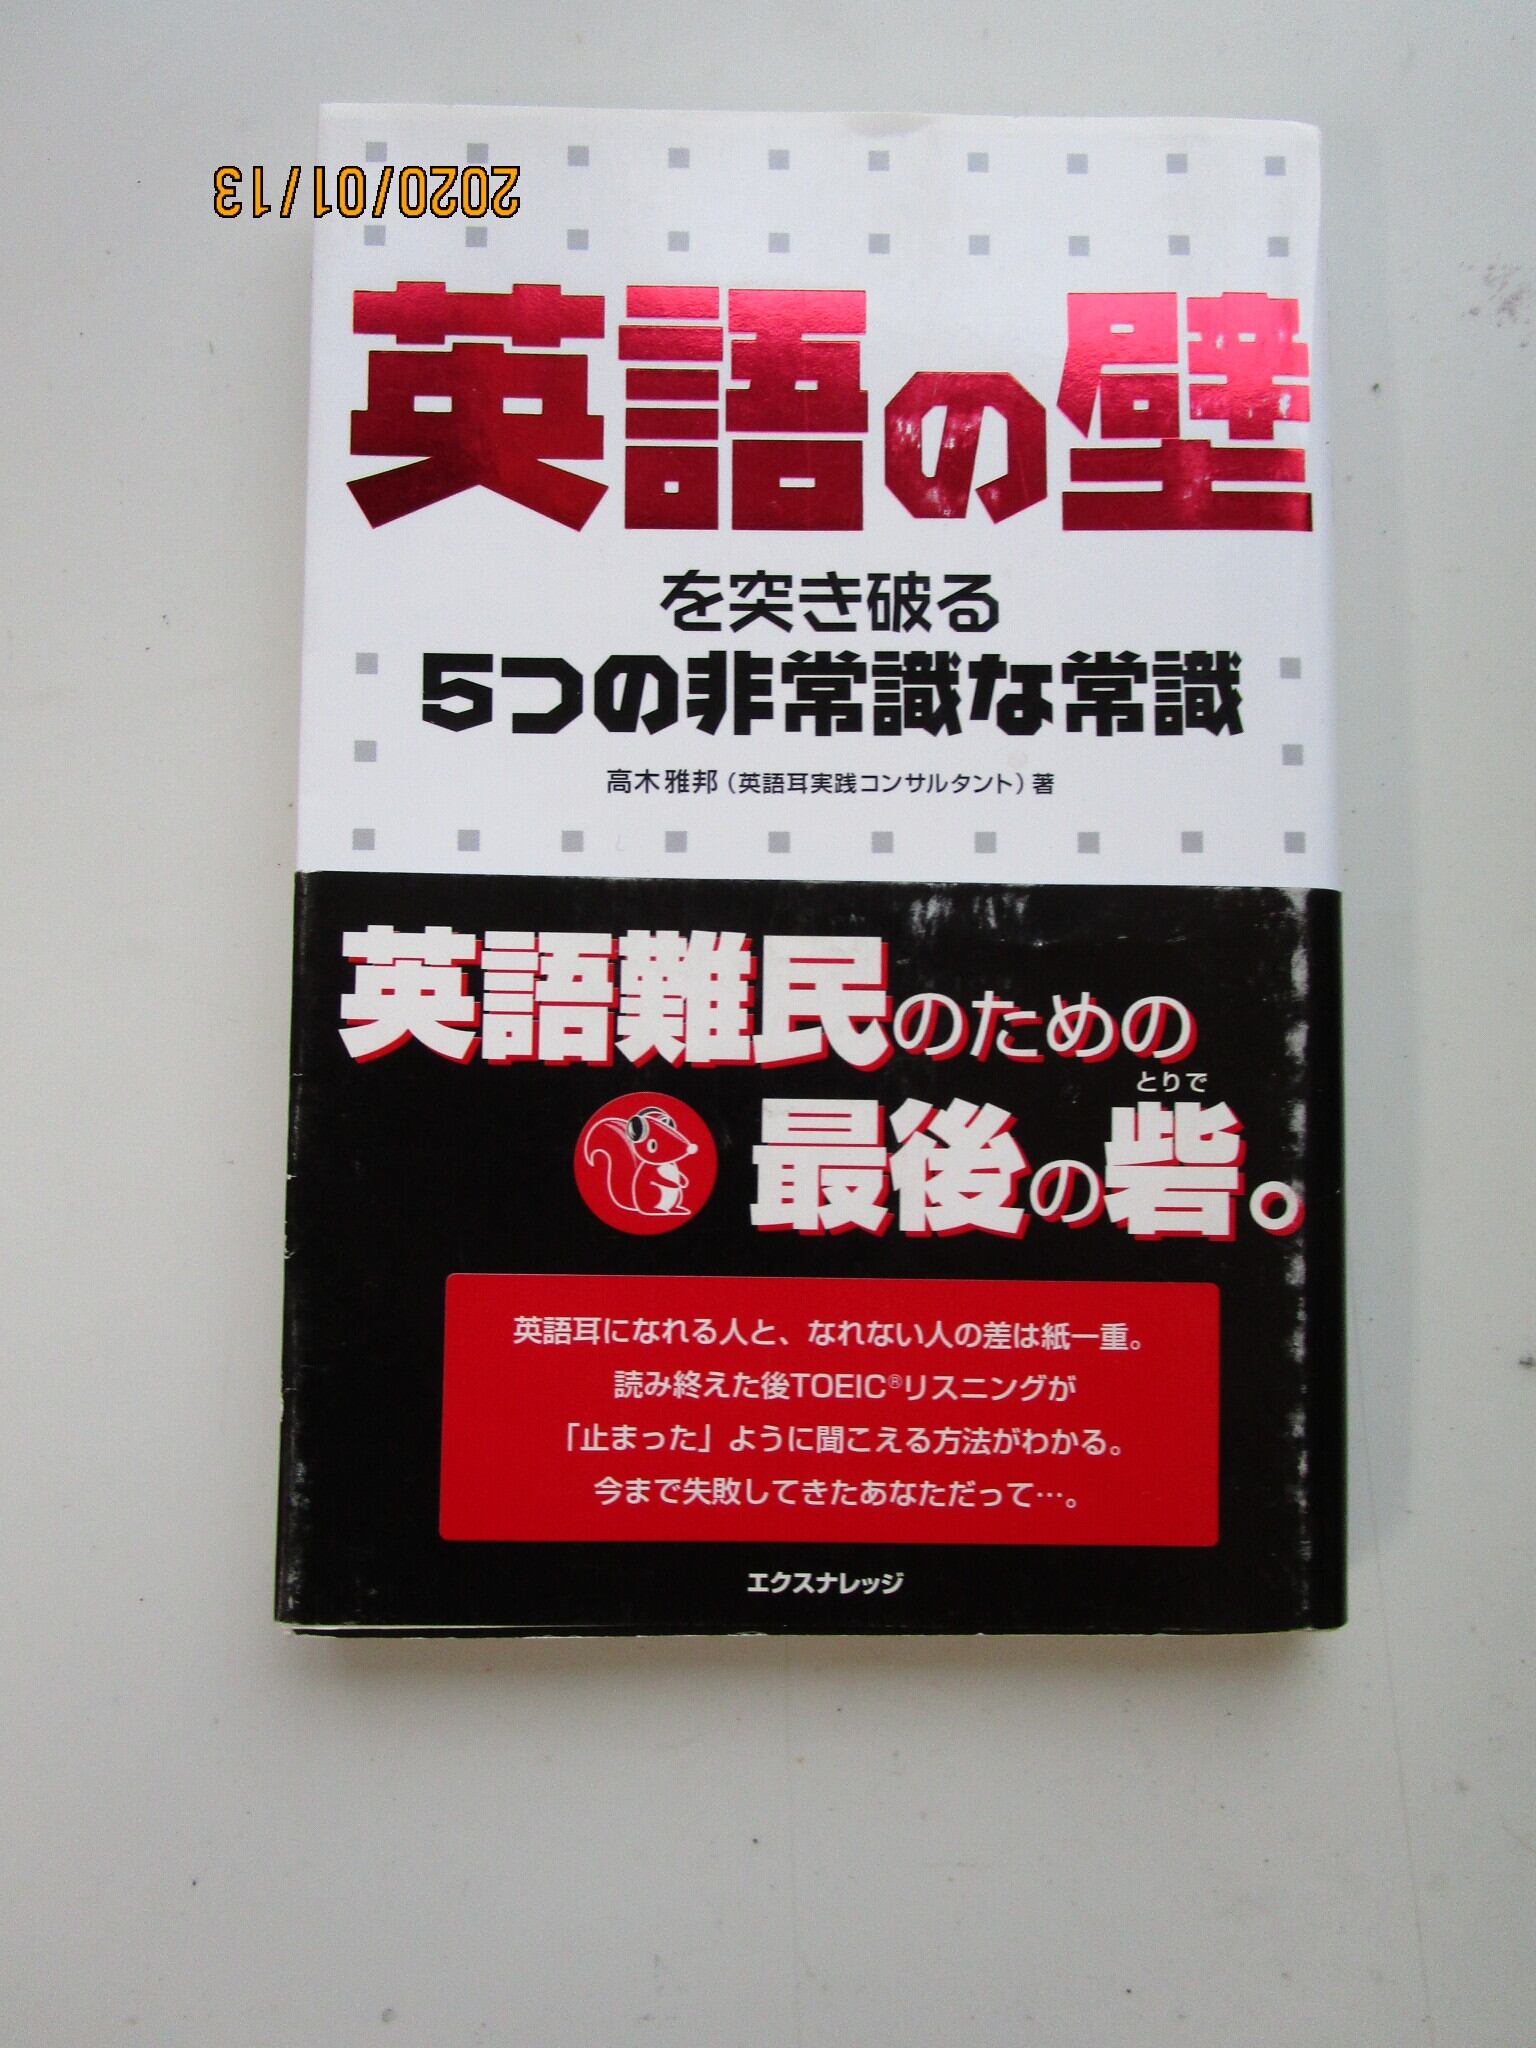 2020/01/13
英語の壁
を突き破る
5つの非常識な常識
高木雅邦（英語耳実践コンサルタント）著
英語難民のための
とりで
最後の砦。
英語耳になれる人と、なれない人の差は紙一重。
読み終えた後TOEIC®リスニングが
「止まった」ように聞こえる方法がわかる。
今まで失敗してきたあなただって…。
エクスナレッジ